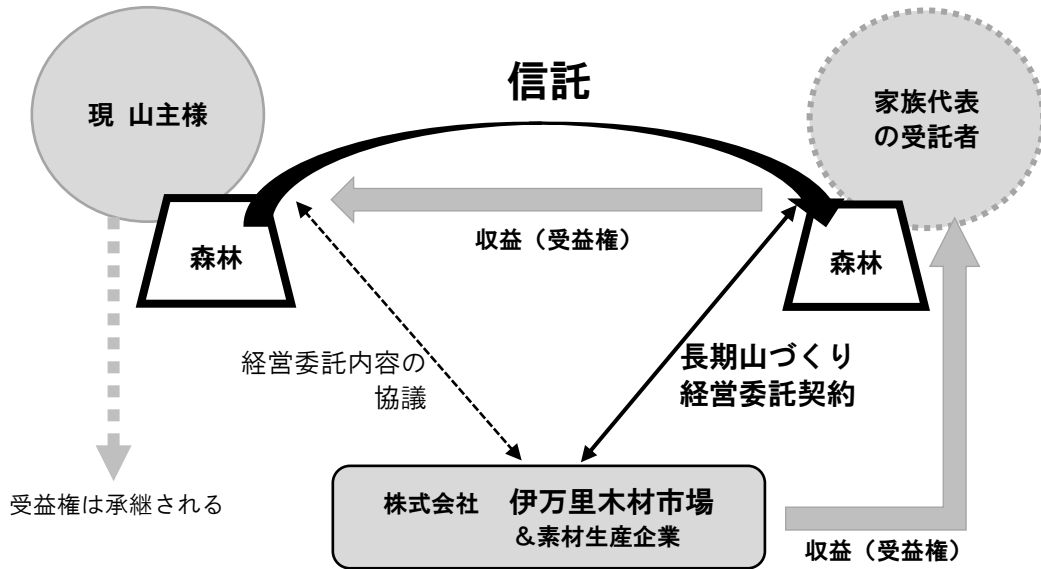 信託
現 山主様
家族代表
の受託者
収益（受益権）
森林
森林
経営委託内容の
協議
長期山づくり
経営委託契約
受益権は承継される
株式会社 伊万里木材市場
＆素材生産企業
収益（受益権）